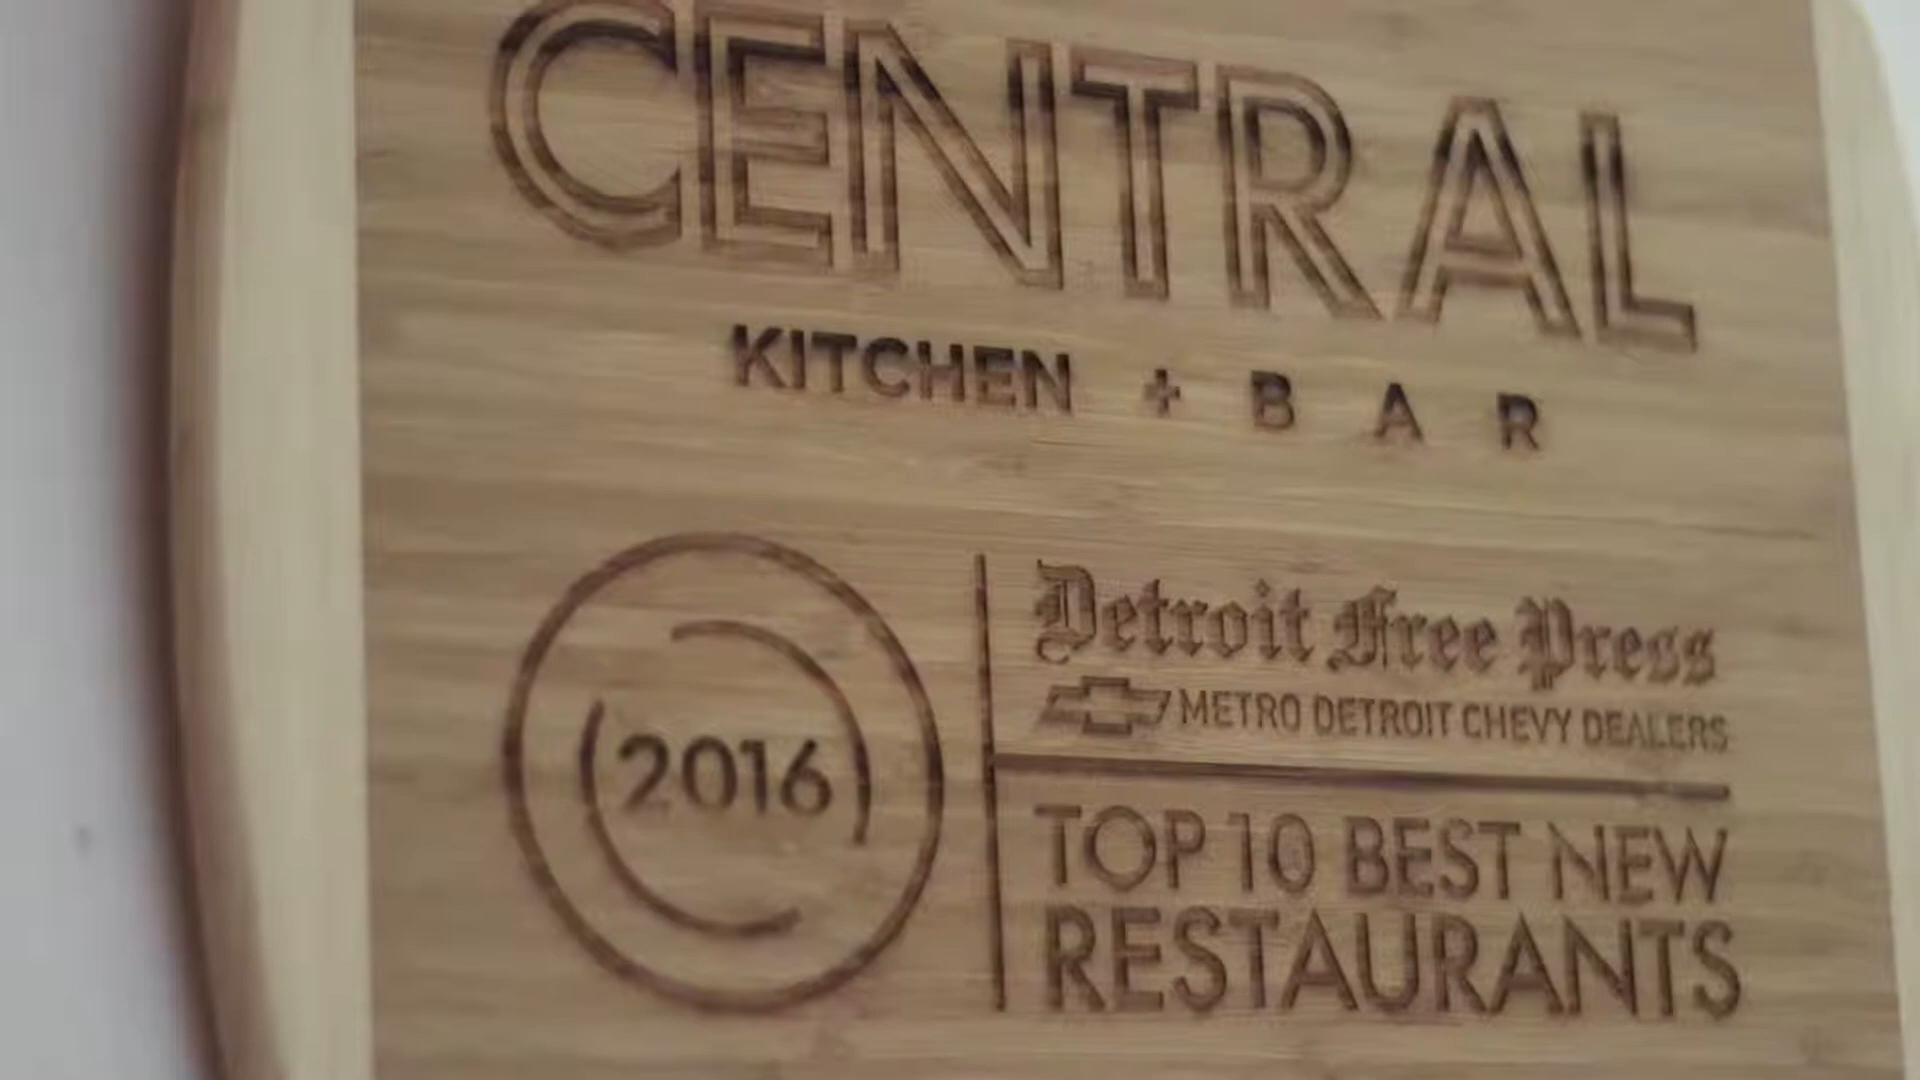 CENTRAL
KITCHEN + BAR
2016
Detroit Free Press
METRO DETROIT CHEVY DEALERS
TOP 10 BEST NEW
RESTAURANTS